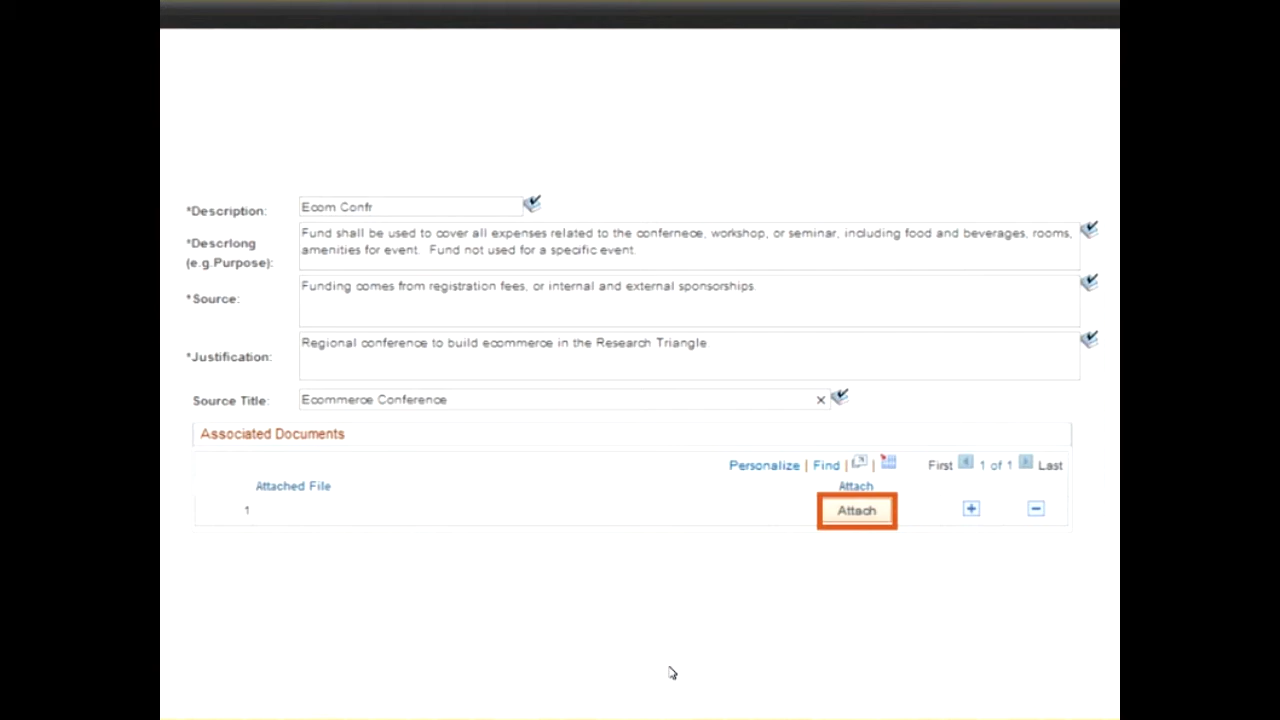 *Description:
Ecom Confr
*Descrlong
(e.g.Purpose):
Fund shall be used to cover all expenses related to the confernece, workshop, or seminar, including food and beverages, rooms,
amenities for event. Fund not used for a specific event.
*Source:
Funding comes from registration fees, or internal and external sponsorships.
*Justification:
Regional conference to build ecommerce in the Research Triangle
Source Title:
Ecommerce Conference
Associated Documents
Personalize | Find | | First 1 of 1 Last
Attached File Attach
1 Attach